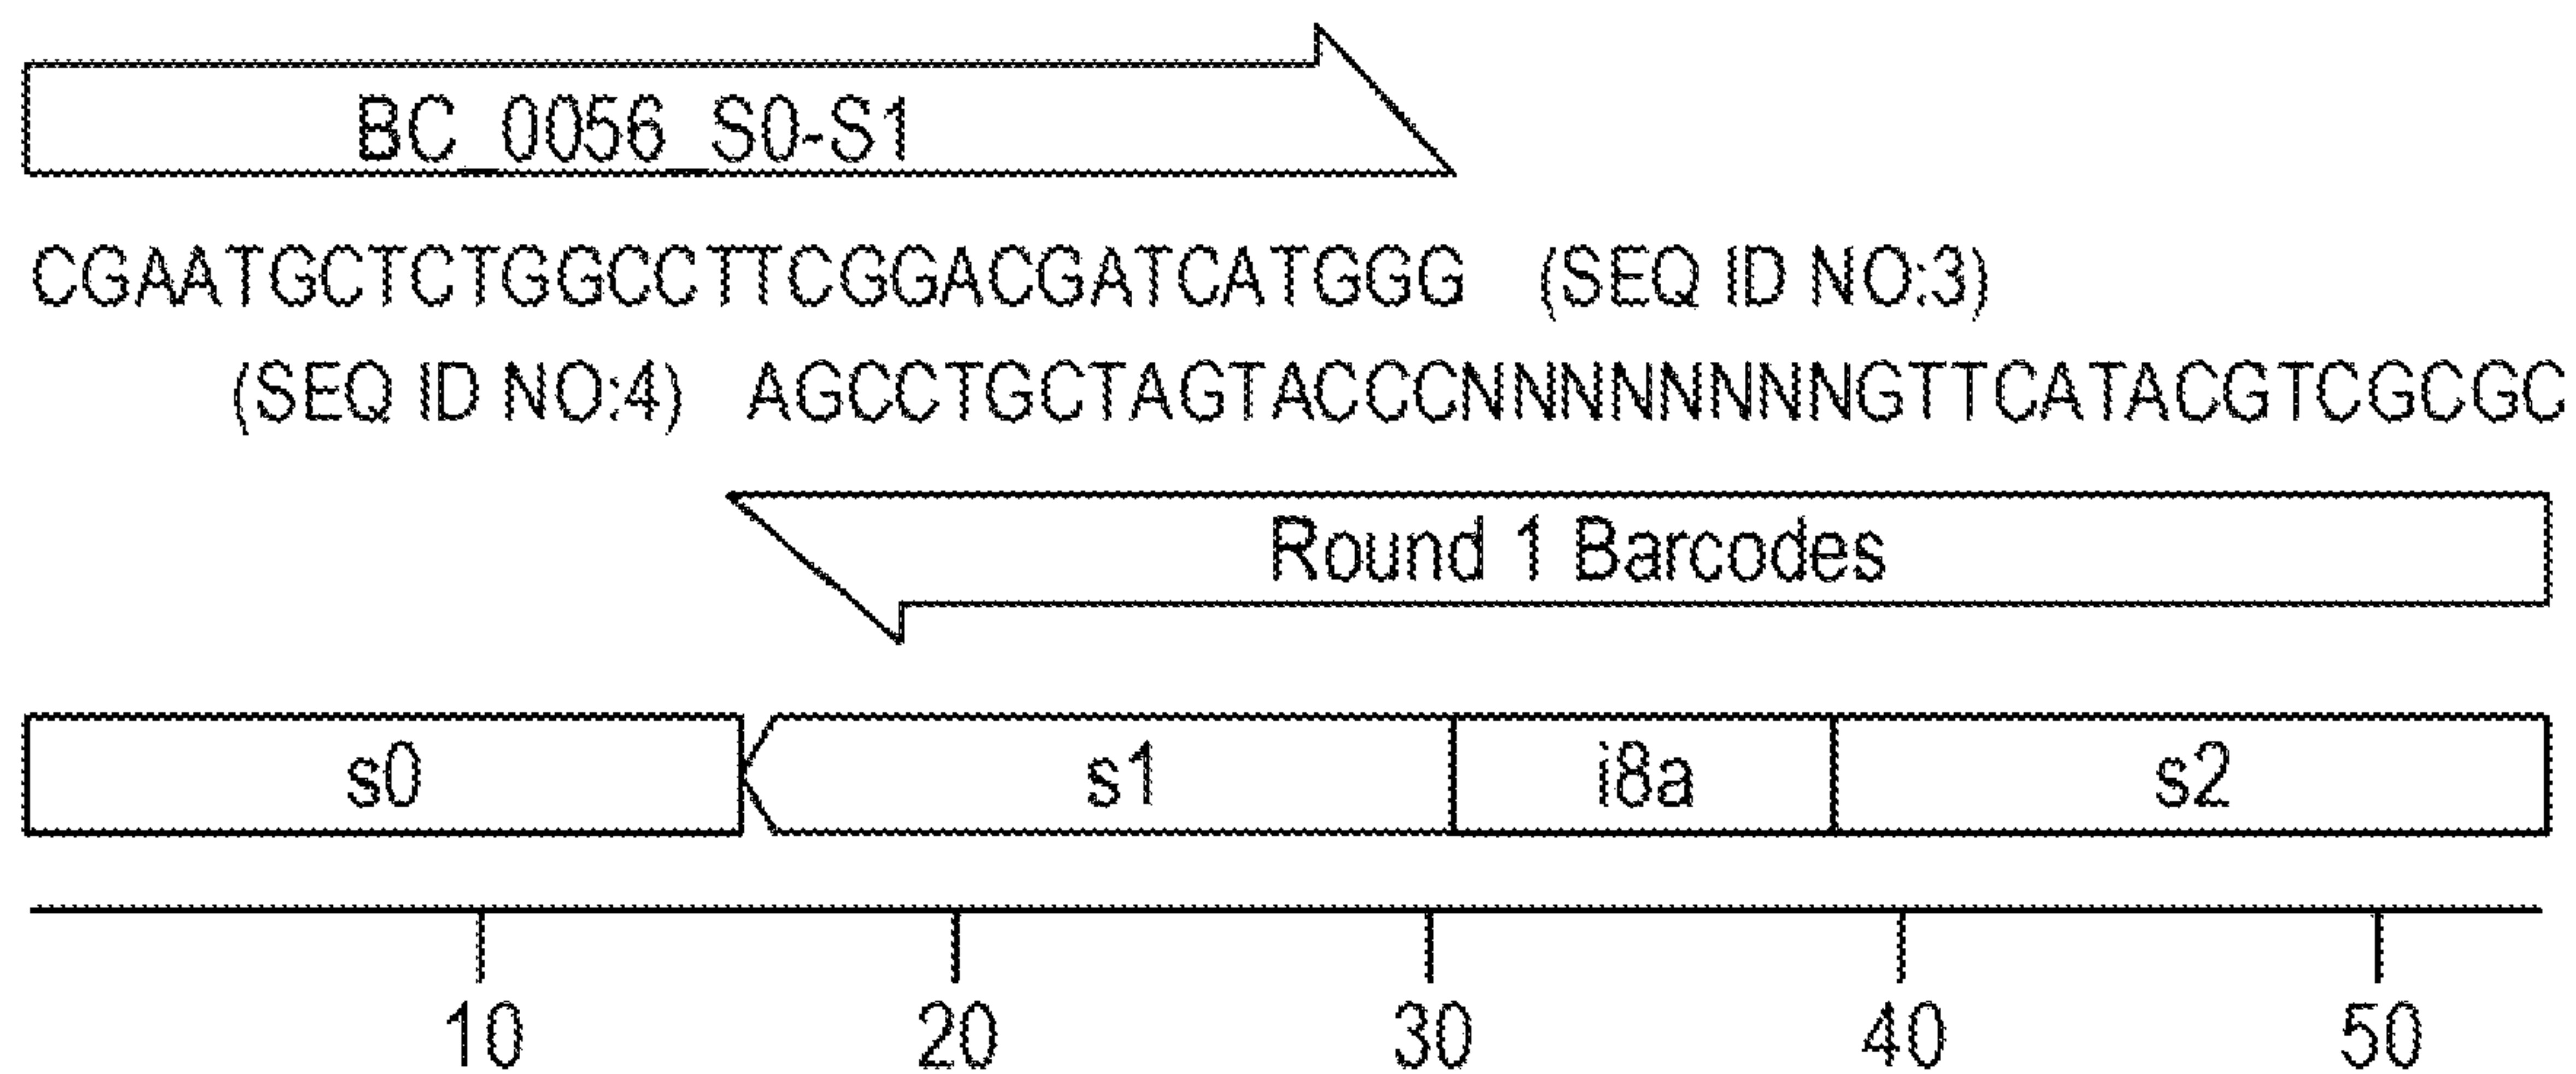 BC_0056_S0-S1
CGAATGCTCTGGCCTTCGGACGATCATGGG (SEQ ID NO:3)
(SEQ ID NO:4) AGCCTGCTAGTACCCNNNNNNNNGTTCATACGTCGCGC
Round 1 Barcodes
s0 s1 i8a s2
10 20 30 40 50